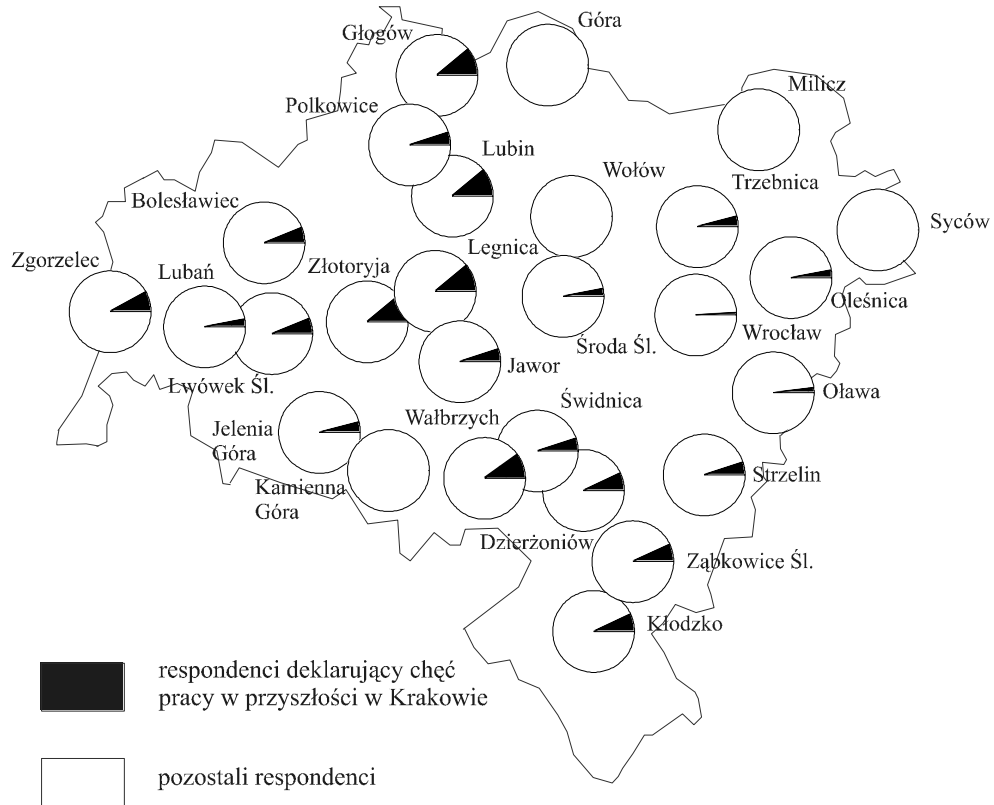 Góra
Głogów
Milicz
Polkowice
Lubin
Wołów
Trzebnica
Bolesławiec
Syców
Legnica
Zgorzelec
Lubań
Złotoryja
Oleśnica
Wrocław
Środa Śl.
Jawor
Lwówek Śl.
Oława
Świdnica
Wałbrzych
Jelenia
Góra
Strzelin
Kamienna
Góra
Dzierżoniów
Ząbkowice Śl.
Kłodzko
respondenci deklarujący chęć
pracy w przyszłości w Krakowie
pozostali respondenci